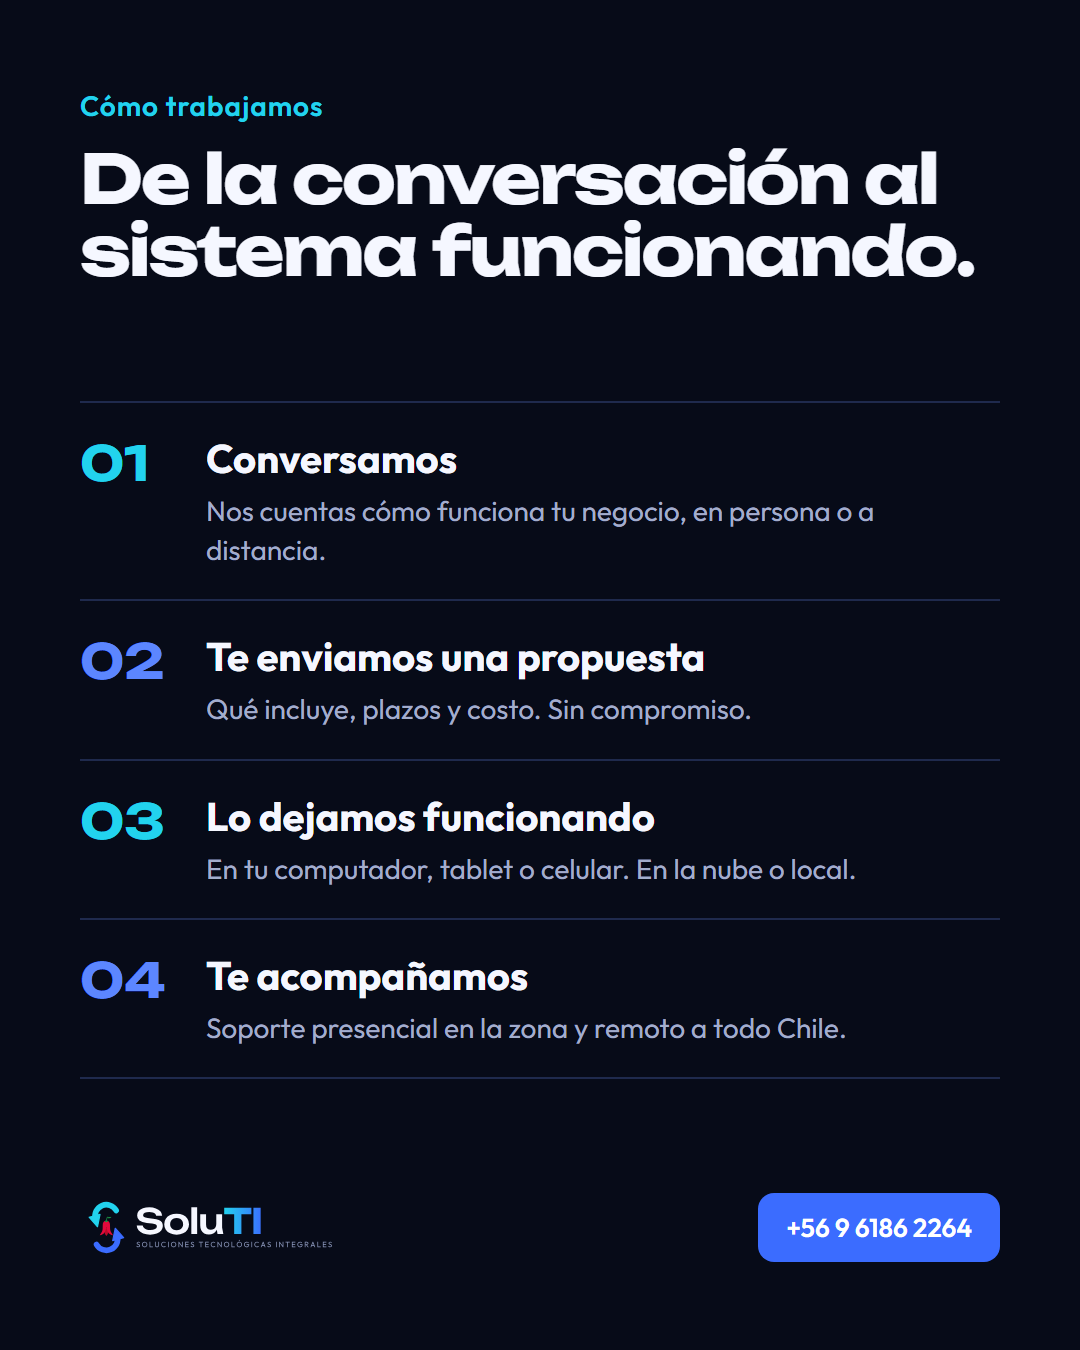 Cómo trabajamos
De la conversación al
sistema funcionando.
01
Conversamos
Nos cuentas cómo funciona tu negocio, en persona o a
distancia.
02
Te enviamos una propuesta
Qué incluye, plazos y costo. Sin compromiso.
03
Lo dejamos funcionando
En tu computador, tablet o celular. En la nube o local.
04
Te acompañamos
Soporte presencial en la zona y remoto a todo Chile.
SoluTI
SOLUCIONES TECNOLÓGICAS INTEGRALES
+56 9 6186 2264